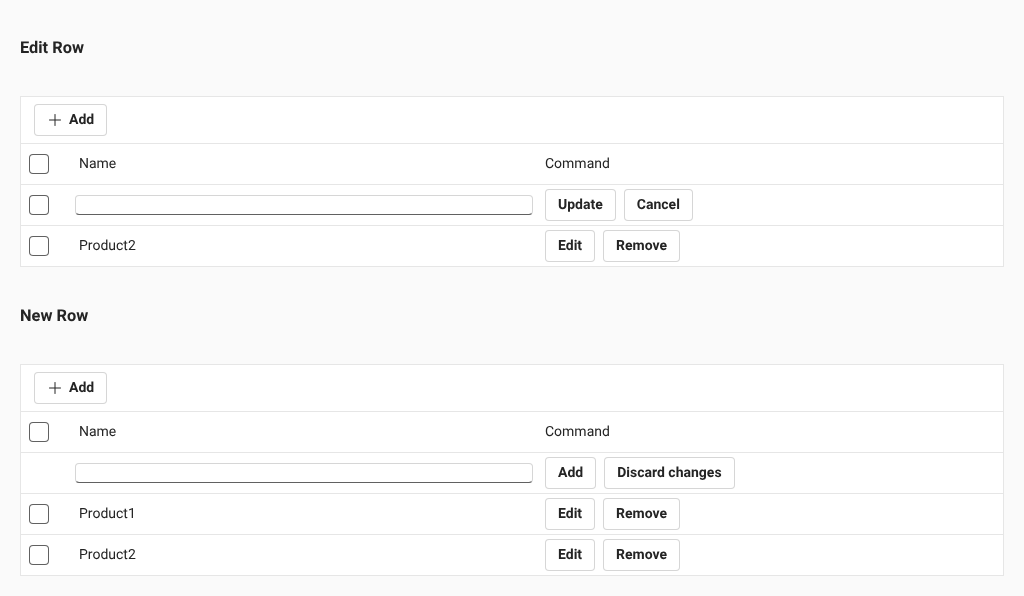 Edit Row
Add
Name Command
Update Cancel
Product2 Edit Remove
New Row
Add
Name Command
Add Discard changes
Product1 Edit Remove
Product2 Edit Remove